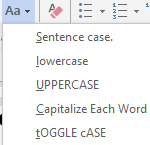 Aa
Sentence case.
lowercase
UPPERCASE
Capitalize Each Word
tOGGLE cASE